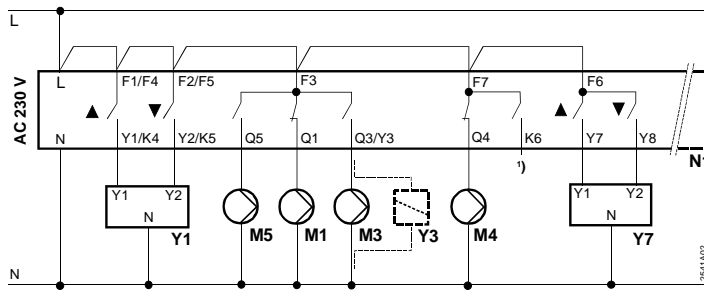 L
AC 230 V
L F1/F4 F2/F5 F3 F7 F6
N Y1/K4 Y2/K5 Q5 Q1 Q3/Y3 Q4 K6 Y7 Y8
1)
N1
Y1 Y2 Y1 Y2
N N
Y1 M5 M1 M3 Y3 M4 Y7
N
2541A02